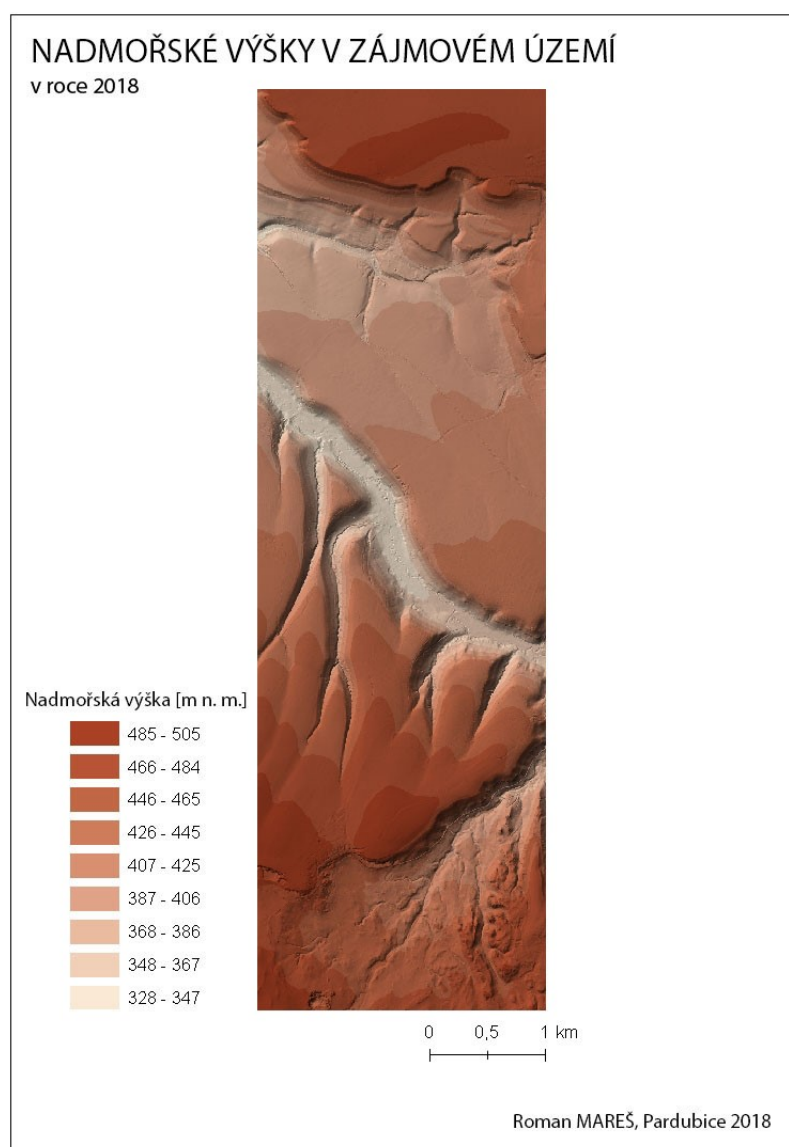 NADMOŘSKÉ VÝŠKY V ZÁJMOVÉM ÚZEMÍ
v roce 2018
Nadmořská výška [m n. m.]
485 - 505
466 - 484
446 - 465
426 - 445
407 - 425
387 - 406
368 - 386
348 - 367
328 - 347
0 0,5 1 km
Roman MAREŠ, Pardubice 2018